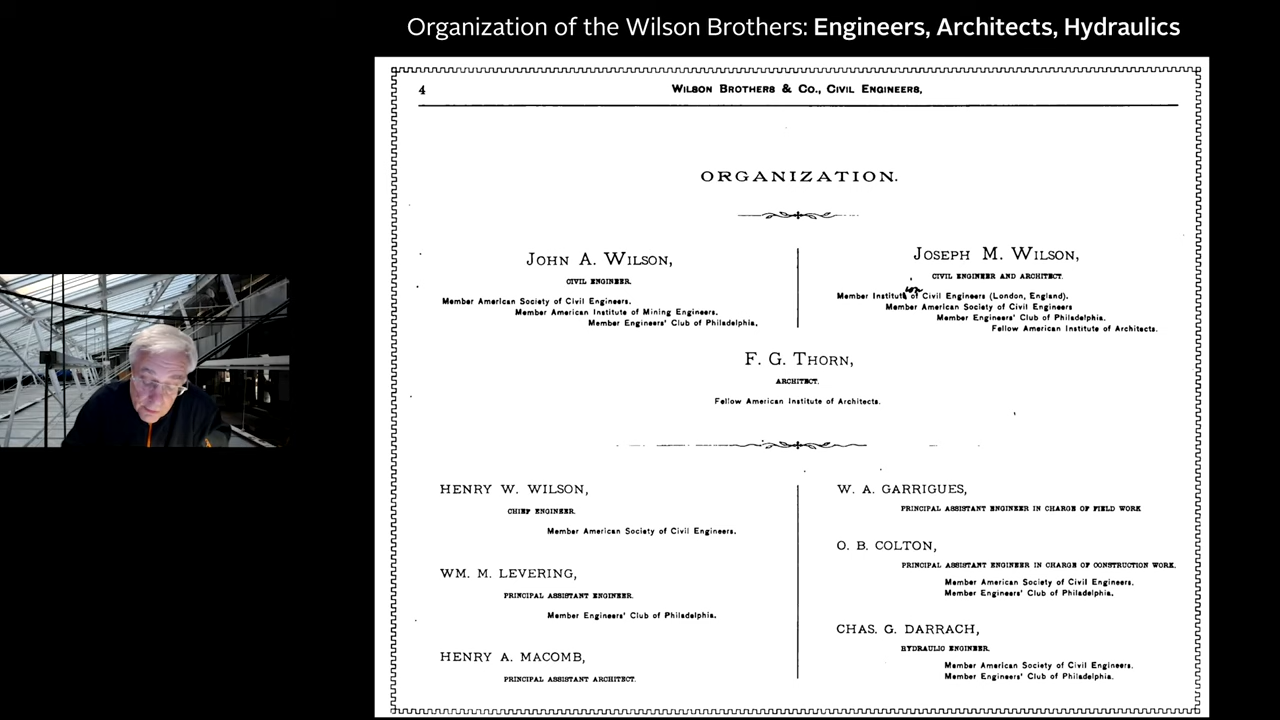 Organization of the Wilson Brothers: Engineers, Architects, Hydraulics
4
WILSON BROTHERS & CO., CIVIL ENGINEERS,
ORGANIZATION.
JOHN A. WILSON,
CIVIL ENGINEER.
Member American Society of Civil Engineers.
Member American Institute of Mining Engineers.
Member Engineers' Club of Philadelphia.
JOSEPH M. WILSON,
CIVIL ENGINEER AND ARCHITECT.
ion
Member Institute of Civil Engineers (London, England).
Member American Society of Civil Engineers
Member Engineers' Club of Philadelphia.
Fellow American Institute of Architects.
F. G. THORN,
ARCHITECT.
Fellow American Institute of Architects.
HENRY W. WILSON,
CHIEF ENGINEER.
Member American Society of Civil Engineers.
WM. M. LEVERING,
PRINCIPAL ASSISTANT ENGINEER.
Member Engineers' Club of Philadelphia.
HENRY A. MACOMB,
PRINCIPAL ASSISTANT ARCHITECT.
W. A. GARRIGUES,
PRINCIPAL ASSISTANT ENGINEER IN CHARGE OF FIELD WORK
O. B. COLTON,
PRINCIPAL ASSISTANT ENGINEER IN CHARGE OF CONSTRUCTION WORK.
Member American Society of Civil Engineers.
Member Engineers' Club of Philadelphia.
CHAS. G. DARRACH,
HYDRAULIC ENGINEER.
Member American Society of Civil Engineers.
Member Engineers' Club of Philadelphia.